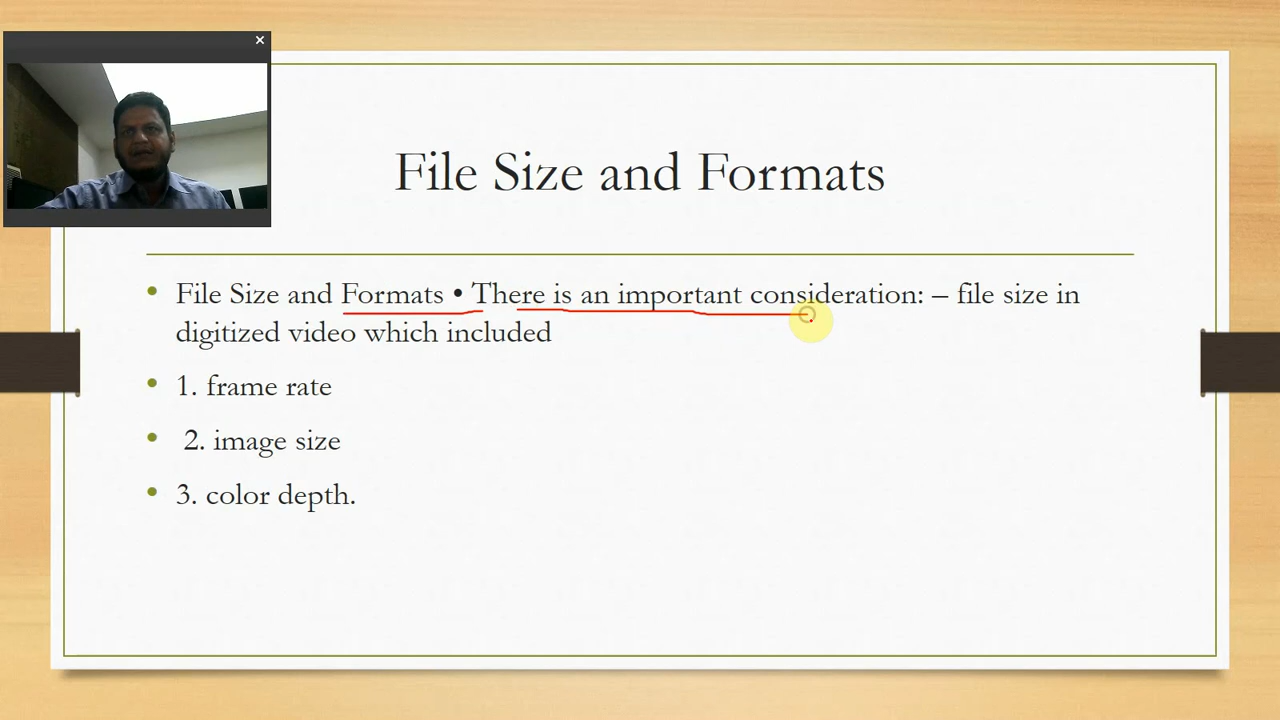 File Size and Formats
• File Size and Formats • There is an important consideration: – file size in
digitized video which included
• 1. frame rate
• 2. image size
• 3. color depth.